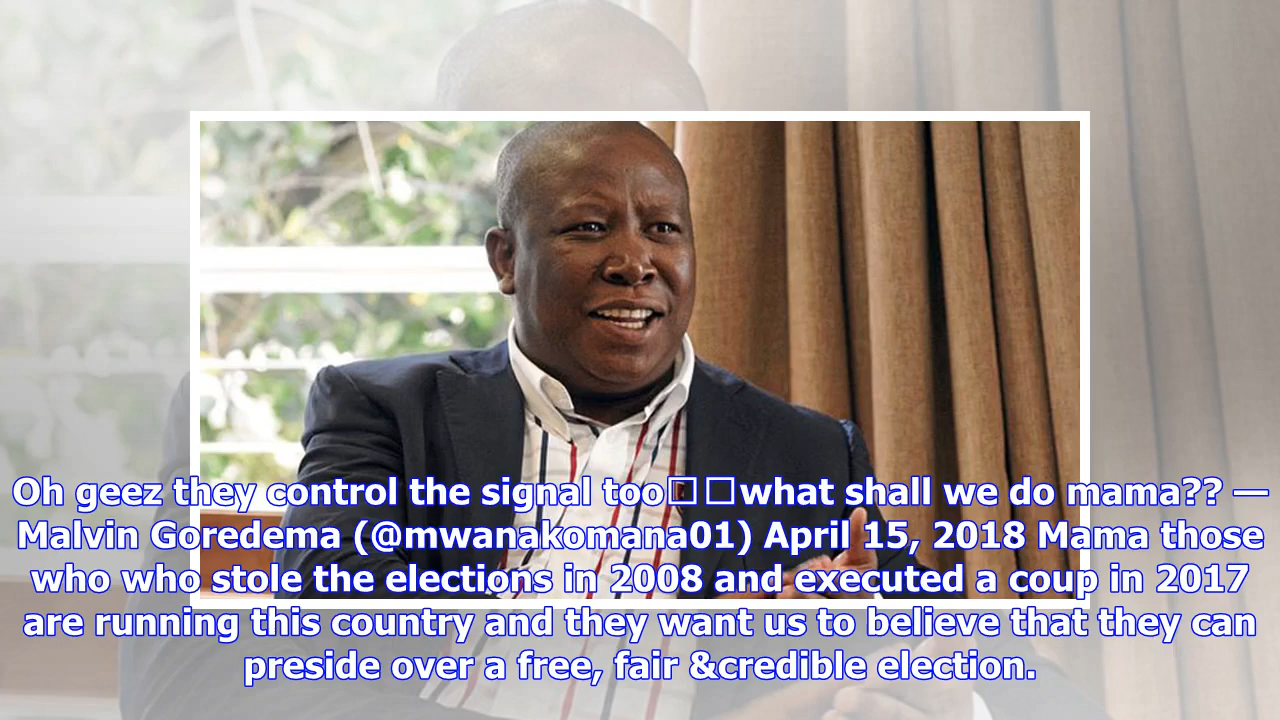 Oh geez they control the signal too□□what shall we do mama?? —
Malvin Goredema (@mwanakomana01) April 15, 2018 Mama those
who who stole the elections in 2008 and executed a coup in 2017
are running this country and they want us to believe that they can
preside over a free, fair &credible election.